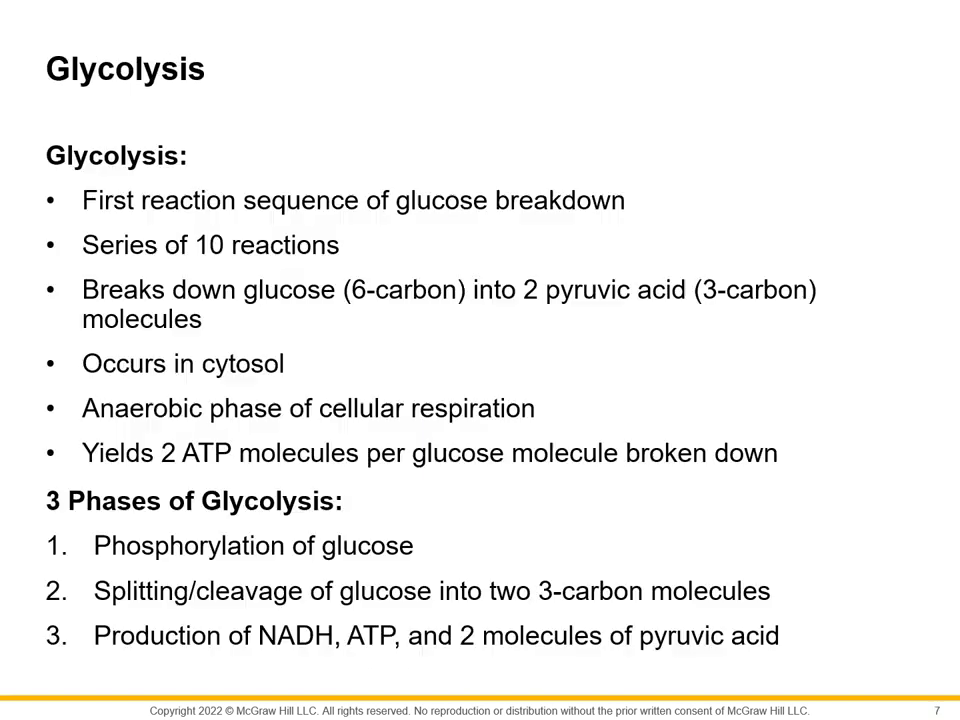 Glycolysis
Glycolysis:
• First reaction sequence of glucose breakdown
• Series of 10 reactions
• Breaks down glucose (6-carbon) into 2 pyruvic acid (3-carbon)
molecules
• Occurs in cytosol
• Anaerobic phase of cellular respiration
• Yields 2 ATP molecules per glucose molecule broken down
3 Phases of Glycolysis:
1. Phosphorylation of glucose
2. Splitting/cleavage of glucose into two 3-carbon molecules
3. Production of NADH, ATP, and 2 molecules of pyruvic acid
Copyright 2022 © McGraw Hill LLC. All rights reserved. No reproduction or distribution without the prior written consent of McGraw Hill LLC. 7